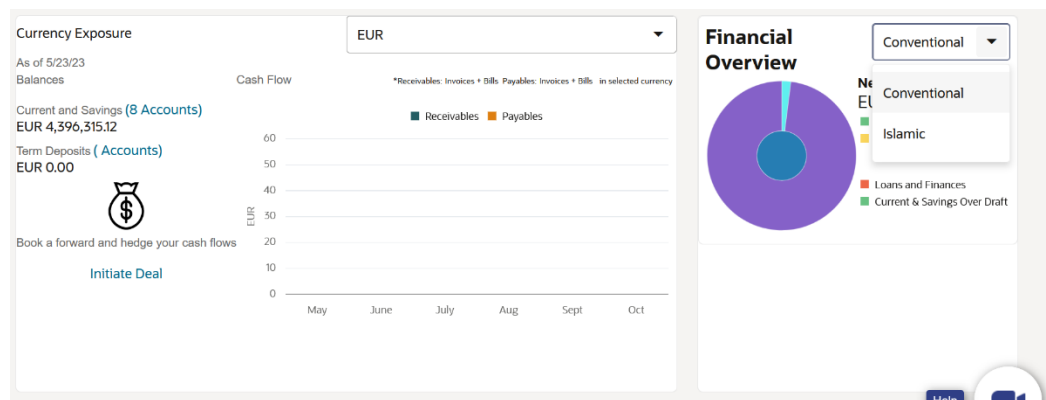 Currency Exposure
EUR
As of 5/23/23
Balances
Cash Flow
*Receivables: Invoices + Bills Payables: Invoices + Bills in selected currency
Current and Savings (8 Accounts)
EUR 4,396,315.12
Term Deposits ( Accounts)
EUR 0.00
$
Book a forward and hedge your cash flows
Initiate Deal
Receivables
Payables
60
50
40
30
20
10
0
EUR
May June July Aug Sept Oct
Financial
Overview
Conventional
Conventional
Islamic
Loans and Finances
Current & Savings Over Draft
Help